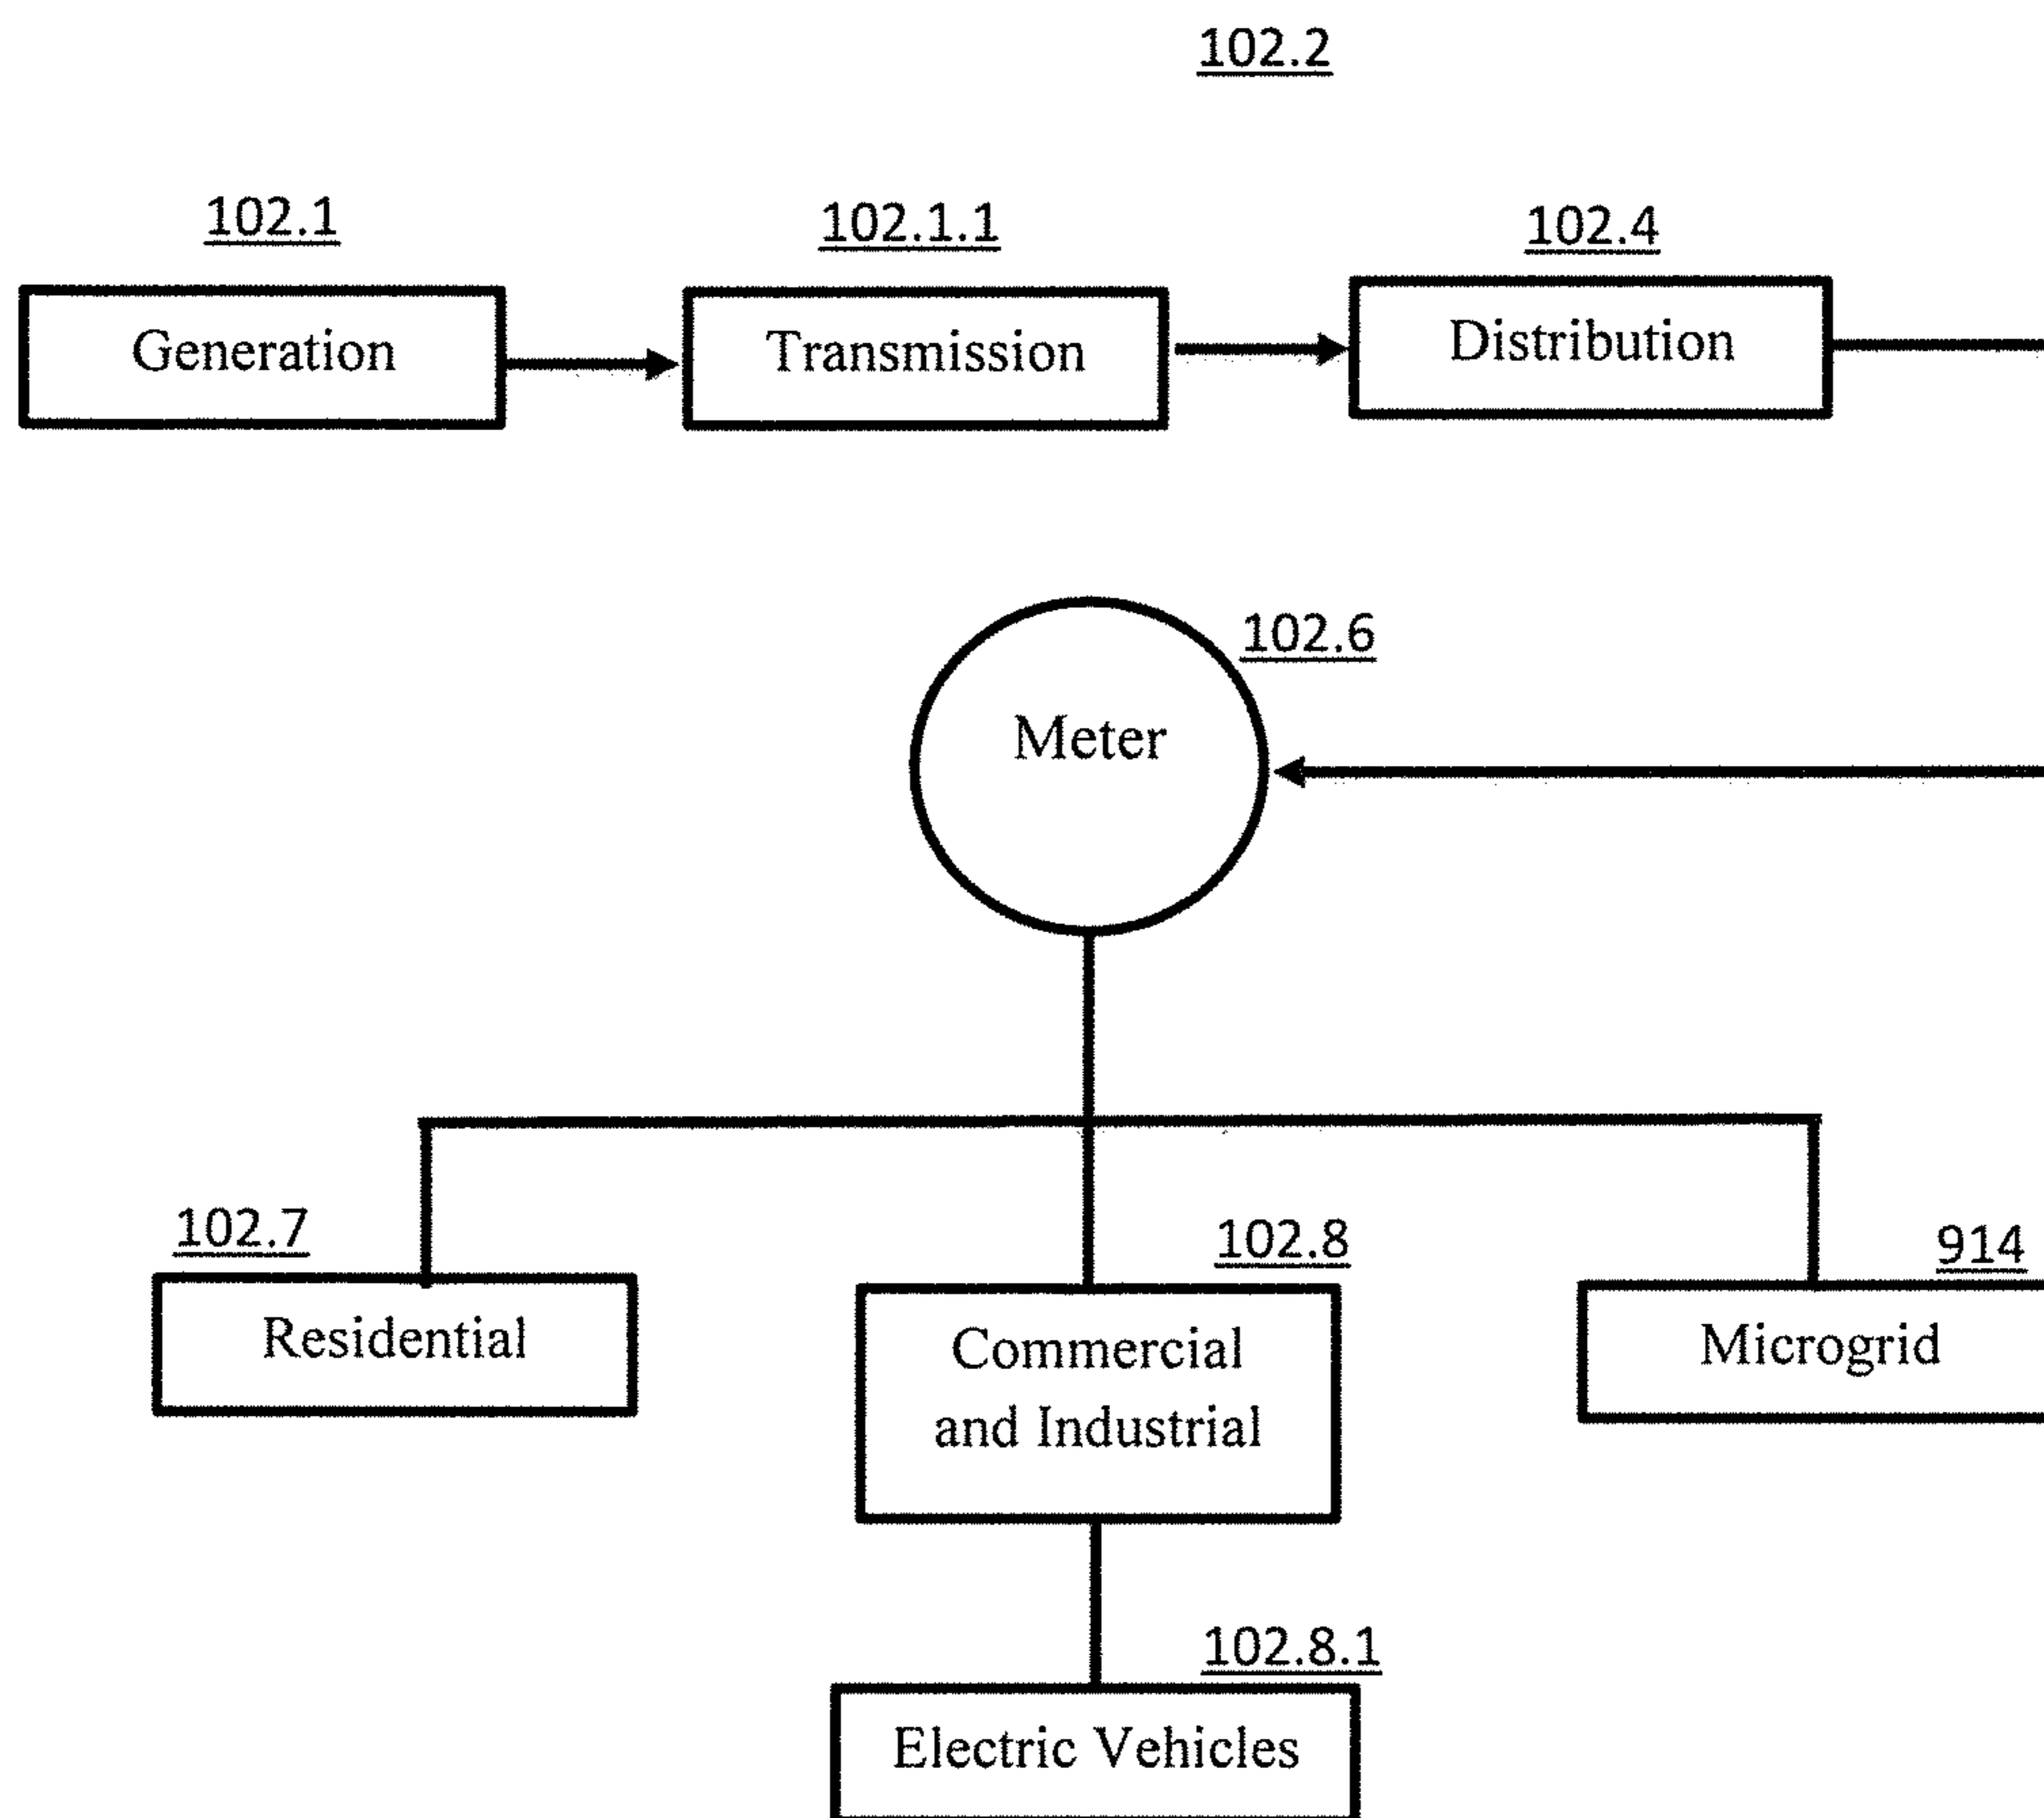 102.2
102.1
102.1.1
102.4
Generation
Transmission
Distribution
102.6
Meter
102.7
102.8
914
Residential
Commercial
and Industrial
Microgrid
102.8.1
Electric Vehicles